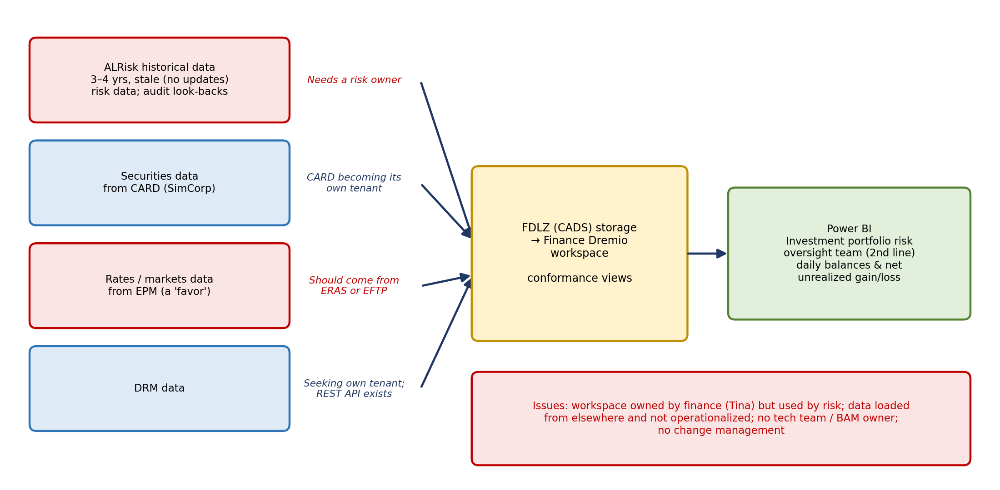 ALRisk historical data
3–4 yrs, stale (no updates)
risk data; audit look-backs
Needs a risk owner
Securities data
from CARD (SimCorp)
CARD becoming its
own tenant
Rates / markets data
from EPM (a 'favor')
Should come from
ERAS or EFTP
DRM data
Seeking own tenant;
REST API exists
FDLZ (CADS) storage
→ Finance Dremio
workspace
conformance views
Power BI
Investment portfolio risk
oversight team (2nd line)
daily balances & net
unrealized gain/loss
Issues: workspace owned by finance (Tina) but used by risk; data loaded
from elsewhere and not operationalized; no tech team / BAM owner;
no change management